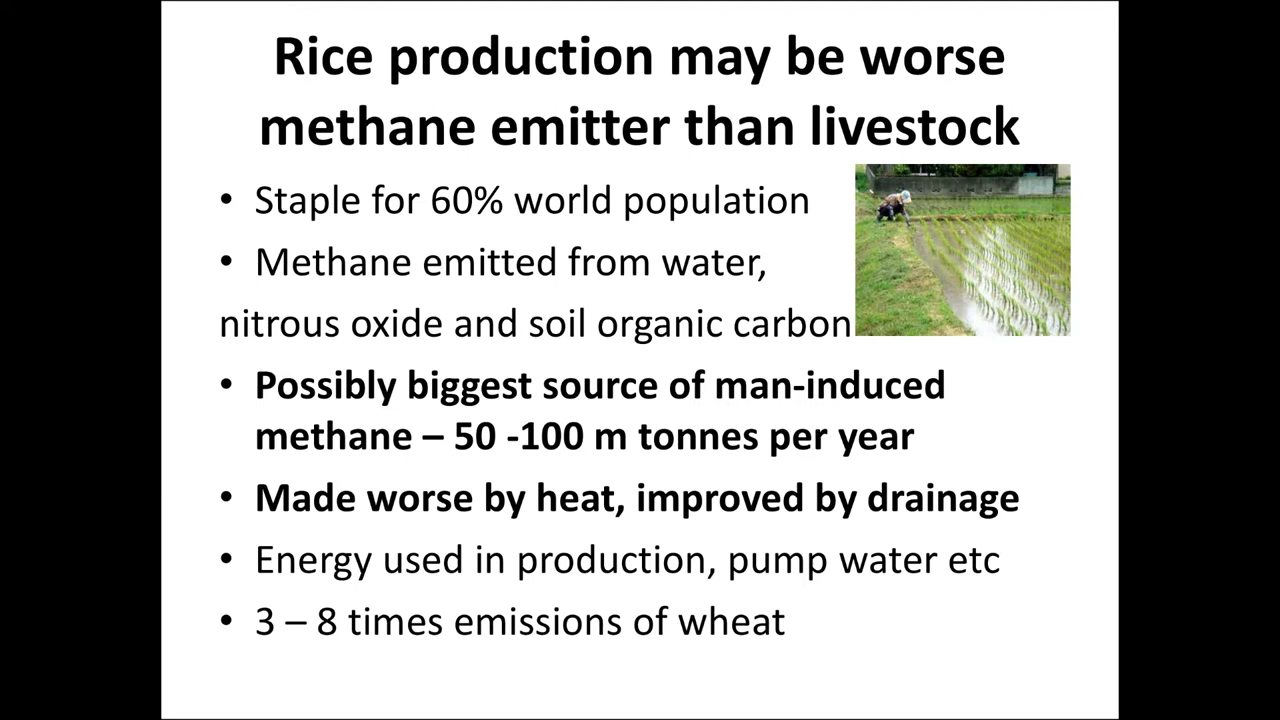 Rice production may be worse
methane emitter than livestock
• Staple for 60% world population
• Methane emitted from water,
nitrous oxide and soil organic carbon
• Possibly biggest source of man-induced
methane – 50 -100 m tonnes per year
• Made worse by heat, improved by drainage
• Energy used in production, pump water etc
• 3 – 8 times emissions of wheat